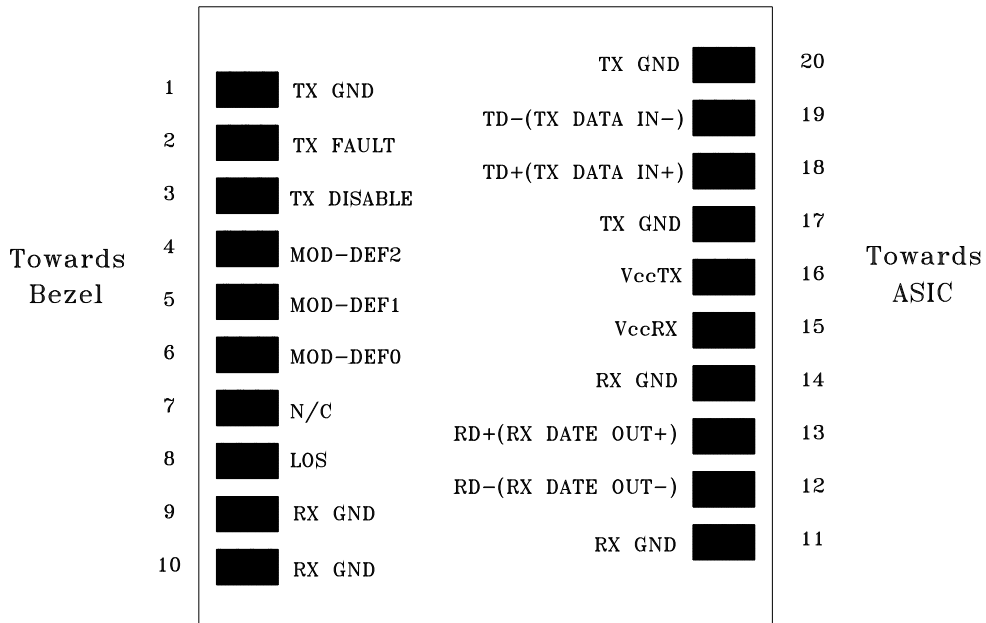 20
TX GND
1
TX GND
TD-(TX DATA IN-)
19
2
TX FAULT
TD+(TX DATA IN+)
18
3
TX DISABLE
TX GND
17
Towards
Bezel
4
MOD-DEF2
VccTX
16
Towards
ASIC
5
MOD-DEF1
VccRX
15
6
MOD-DEF0
RX GND
14
7
N/C
RD+(RX DATE OUT+)
13
8
LOS
RD-(RX DATE OUT-)
12
9
RX GND
RX GND
11
10
RX GND